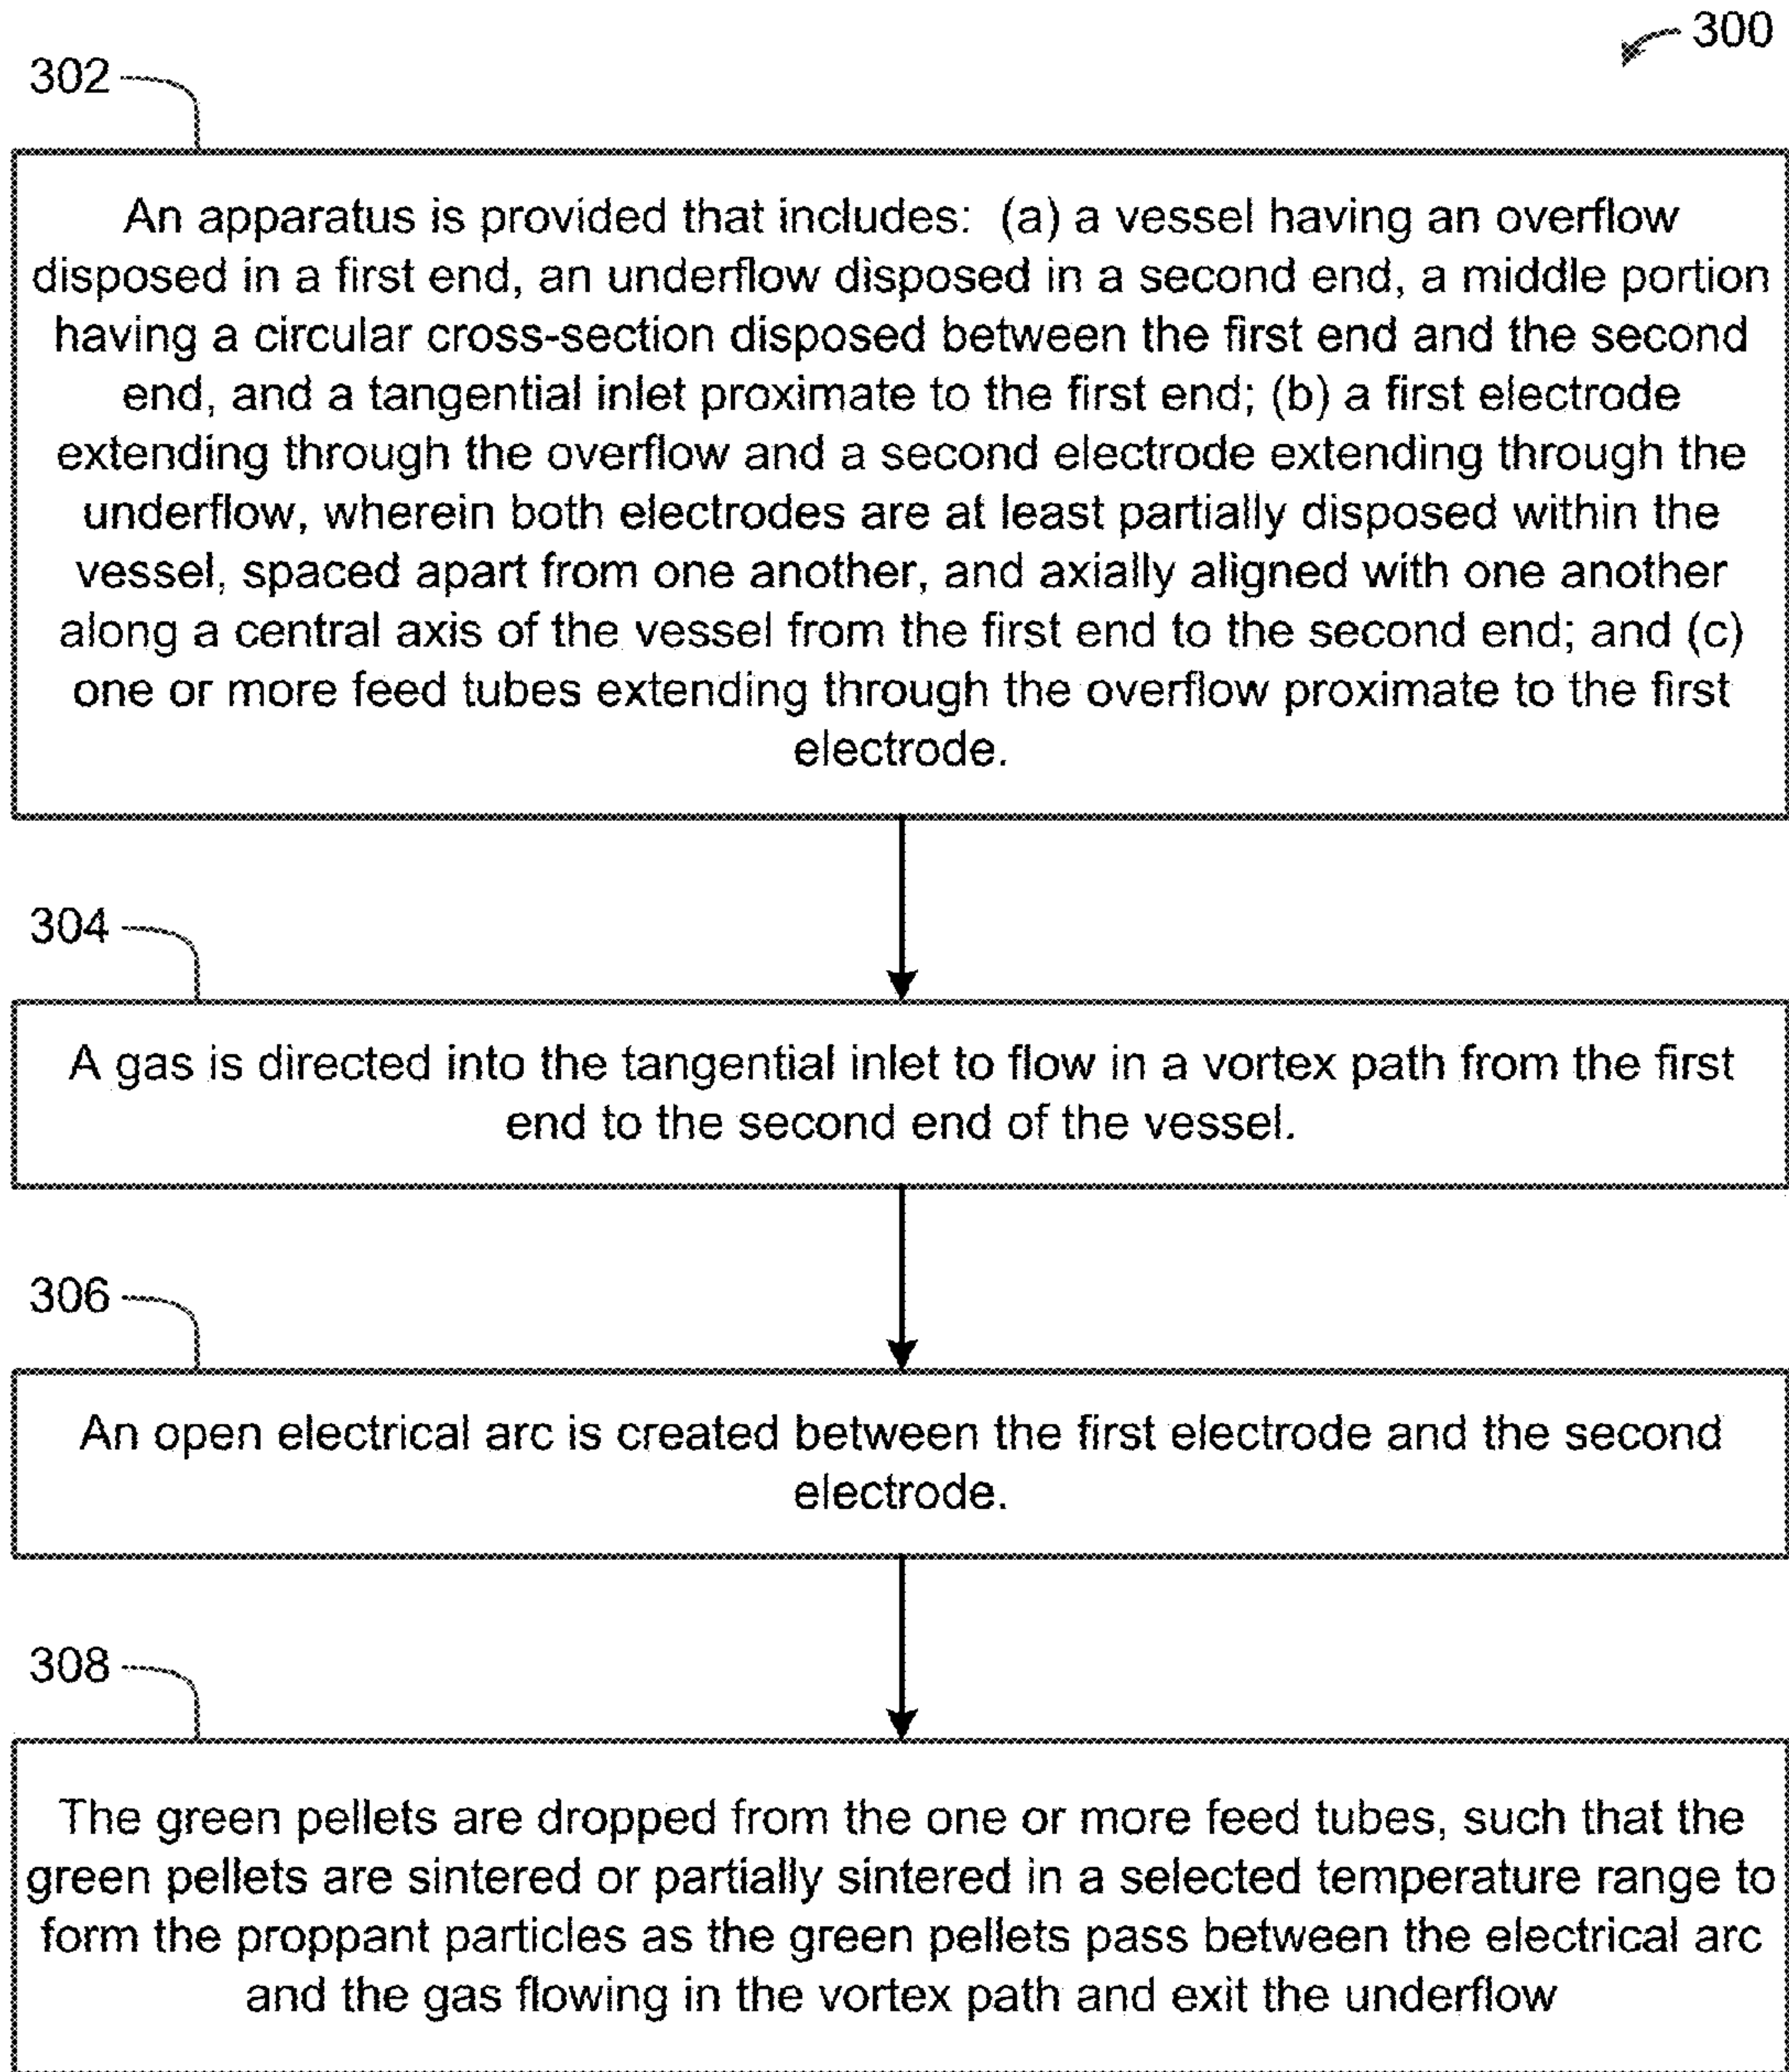 300
302
An apparatus is provided that includes: (a) a vessel having an overflow
disposed in a first end, an underflow disposed in a second end, a middle portion
having a circular cross-section disposed between the first end and the second
end, and a tangential inlet proximate to the first end; (b) a first electrode
extending through the overflow and a second electrode extending through the
underflow, wherein both electrodes are at least partially disposed within the
vessel, spaced apart from one another, and axially aligned with one another
along a central axis of the vessel from the first end to the second end; and (c)
one or more feed tubes extending through the overflow proximate to the first
electrode.
304
A gas is directed into the tangential inlet to flow in a vortex path from the first
end to the second end of the vessel.
306
An open electrical arc is created between the first electrode and the second
electrode.
308
The green pellets are dropped from the one or more feed tubes, such that the
green pellets are sintered or partially sintered in a selected temperature range to
form the proppant particles as the green pellets pass between the electrical arc
and the gas flowing in the vortex path and exit the underflow